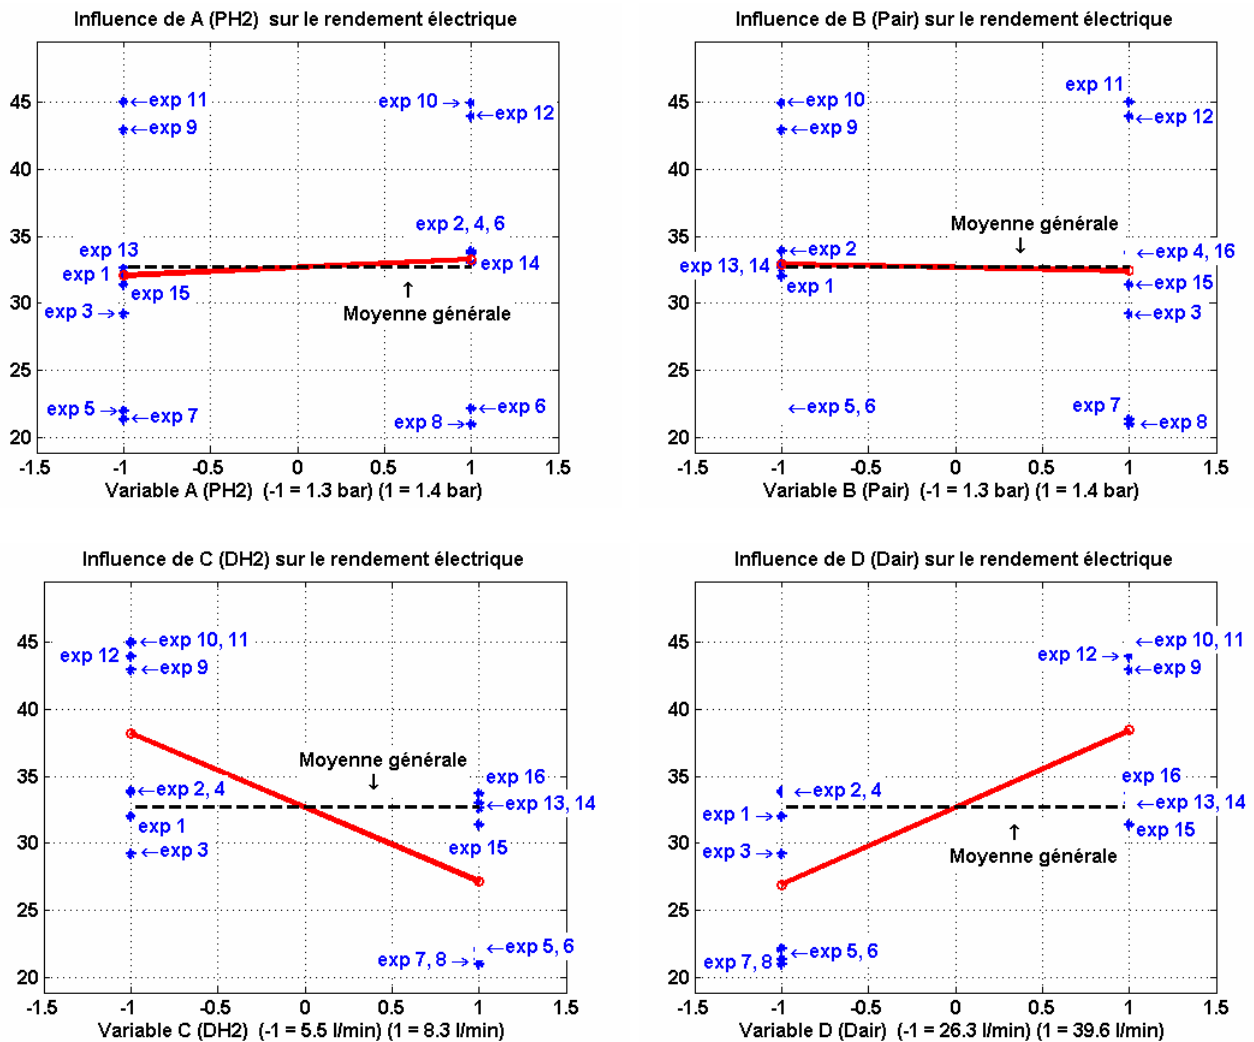 Influence de A (PH2) sur le rendement électrique
45
40
35
30
25
20
←exp 11
←exp 9
exp 10→
←exp 12
exp 2, 4, 6
exp 13
exp 1
exp 14
exp 15
exp 3→
↑
Moyenne générale
exp 5→
←exp 7
←exp 6
exp 8→
-1.5 -1 -0.5 0 0.5 1 1.5
Variable A (PH2) (-1 = 1.3 bar) (1 = 1.4 bar)
Influence de B (Pair) sur le rendement électrique
45
40
35
30
25
20
←exp 10
←exp 9
exp 11
←exp 12
Moyenne générale
↓
←exp 2
←exp 4, 16
exp 13, 14
exp 1
←exp 15
←exp 3
←exp 5, 6
exp 7
←exp 8
-1.5 -1 -0.5 0 0.5 1 1.5
Variable B (Pair) (-1 = 1.3 bar) (1 = 1.4 bar)
Influence de C (DH2) sur le rendement électrique
45
40
35
30
25
20
←exp 10, 11
exp 12
←exp 9
Moyenne générale
↓
exp 16
←exp 2, 4
←exp 13, 14
exp 1
←exp 3
exp 15
←exp 5, 6
exp 7, 8→
-1.5 -1 -0.5 0 0.5 1 1.5
Variable C (DH2) (-1 = 5.5 l/min) (1 = 8.3 l/min)
Influence de D (Dair) sur le rendement électrique
45
40
35
30
25
20
←exp 10, 11
exp 12→
←exp 9
exp 16
←exp 2, 4
←exp 13, 14
exp 1→
exp 15
exp 3→
↑
Moyenne générale
←exp 5, 6
exp 7, 8→
-1.5 -1 -0.5 0 0.5 1 1.5
Variable D (Dair) (-1 = 26.3 l/min) (1 = 39.6 l/min)